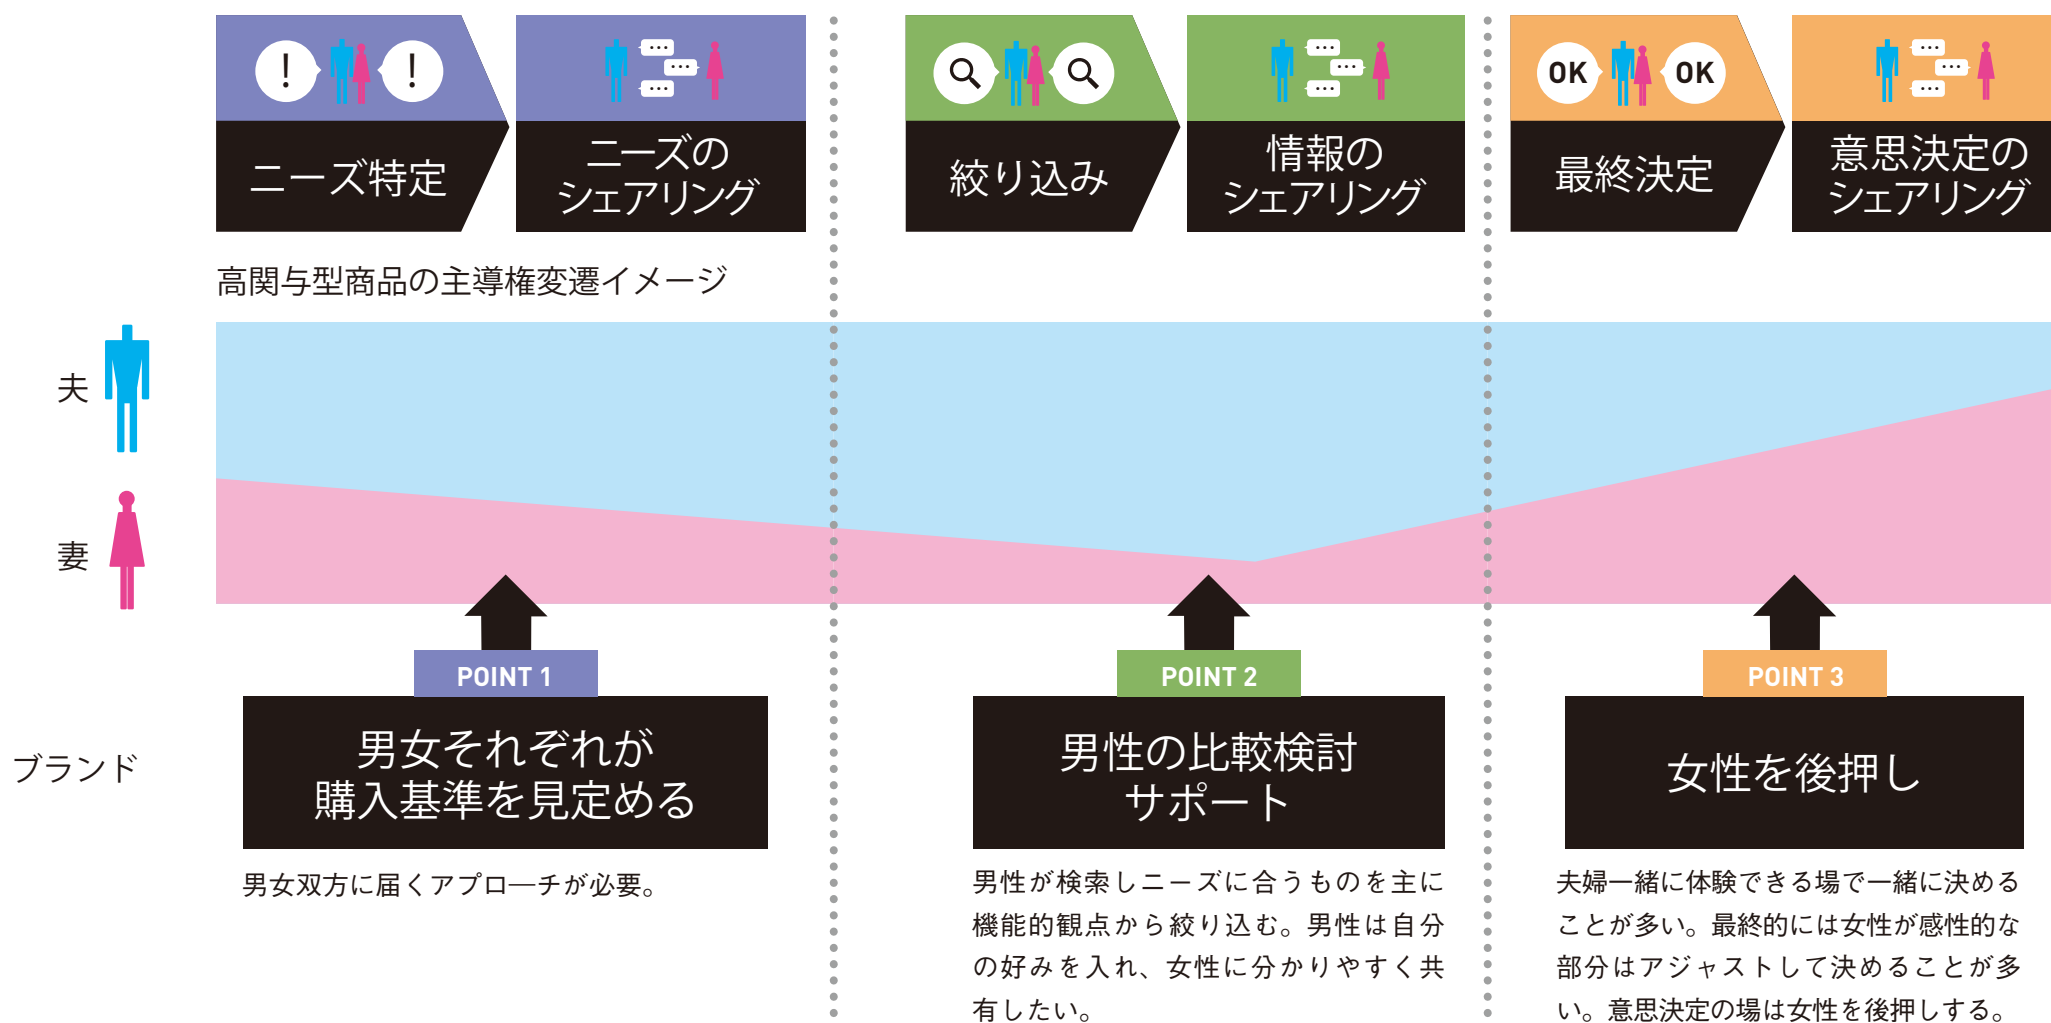 !
!
ニーズ特定
ニーズの
シェアリング
絞り込み
情報の
シェアリング
OK
OK
最終決定
意思決定の
シェアリング
高関与型商品の主導権変遷イメージ
夫
妻
ブランド
POINT 1
男女それぞれが
購入基準を見定める
男女双方に届くアプローチが必要。
POINT 2
男性の比較検討
サポート
男性が検索しニーズに合うものを主に
機能的観点から絞り込む。男性は自分
の好みを入れ、女性に分かりやすく共
有したい。
POINT 3
女性を後押し
夫婦一緒に体験できる場で一緒に決める
ことが多い。最終的には女性が感性的な
部分はアジャストして決めることが多
い。意思決定の場は女性を後押しする。